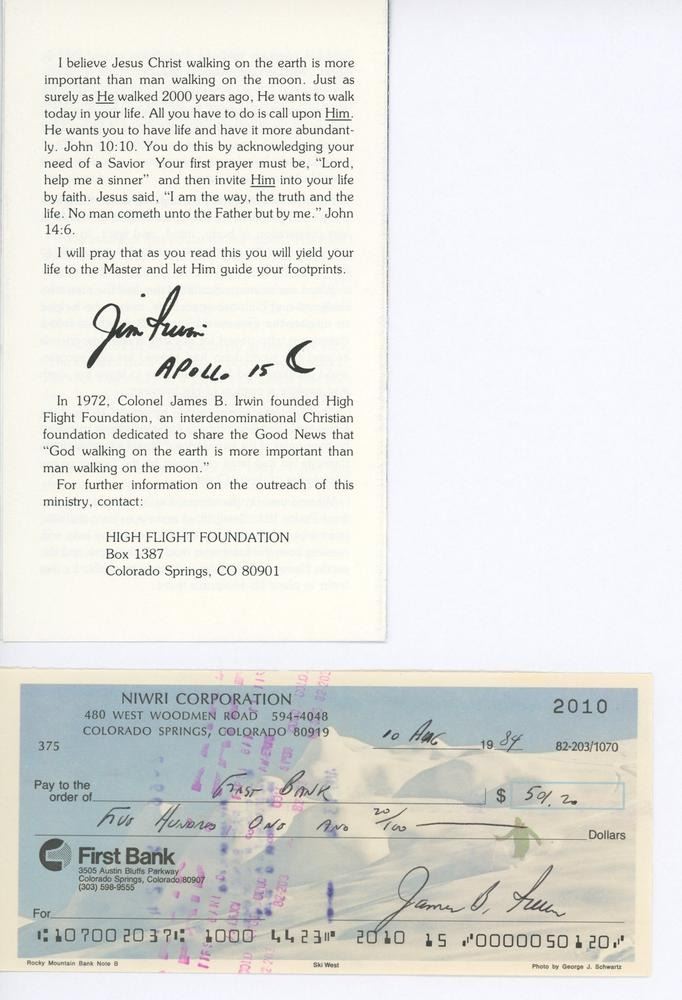 I believe Jesus Christ walking on the earth is more
important than man walking on the moon. Just as
surely as He walked 2000 years ago, He wants to walk
today in your life. All you have to do is call upon Him.
He wants you to have life and have it more abundant-
ly. John 10:10. You do this by acknowledging your
need of a Savior Your first prayer must be, “Lord,
help me a sinner” and then invite Him into your life
by faith. Jesus said, “I am the way, the truth and the
life. No man cometh unto the Father but by me.” John
14:6.
I will pray that as you read this you will yield your
life to the Master and let Him guide your footprints.
Jim Irwin
APOLLO 15
In 1972, Colonel James B. Irwin founded High
Flight Foundation, an interdenominational Christian
foundation dedicated to share the Good News that
“God walking on the earth is more important than
man walking on the moon.”
For further information on the outreach of this
ministry, contact:
HIGH FLIGHT FOUNDATION
Box 1387
Colorado Springs, CO 80901
NIWRI CORPORATION
480 WEST WOODMEN ROAD 594-4048
COLORADO SPRINGS, COLORADO 80919
2010
375
10 AUG 1984
82-203/1070
Pay to the
order of FIRST BANK $ 501.20
FIVE HUNDRED ONE AND 20/100 Dollars
First Bank
3505 Austin Bluffs Parkway
Colorado Springs, Colorado 80907
(303) 598-9555
James B. Irwin
For
⑆107002037⑆ 1000 4423⑈ 2010 15 ⑈0000050120⑈
Rocky Mountain Bank Note B Ski West Photo by George J. Schwartz